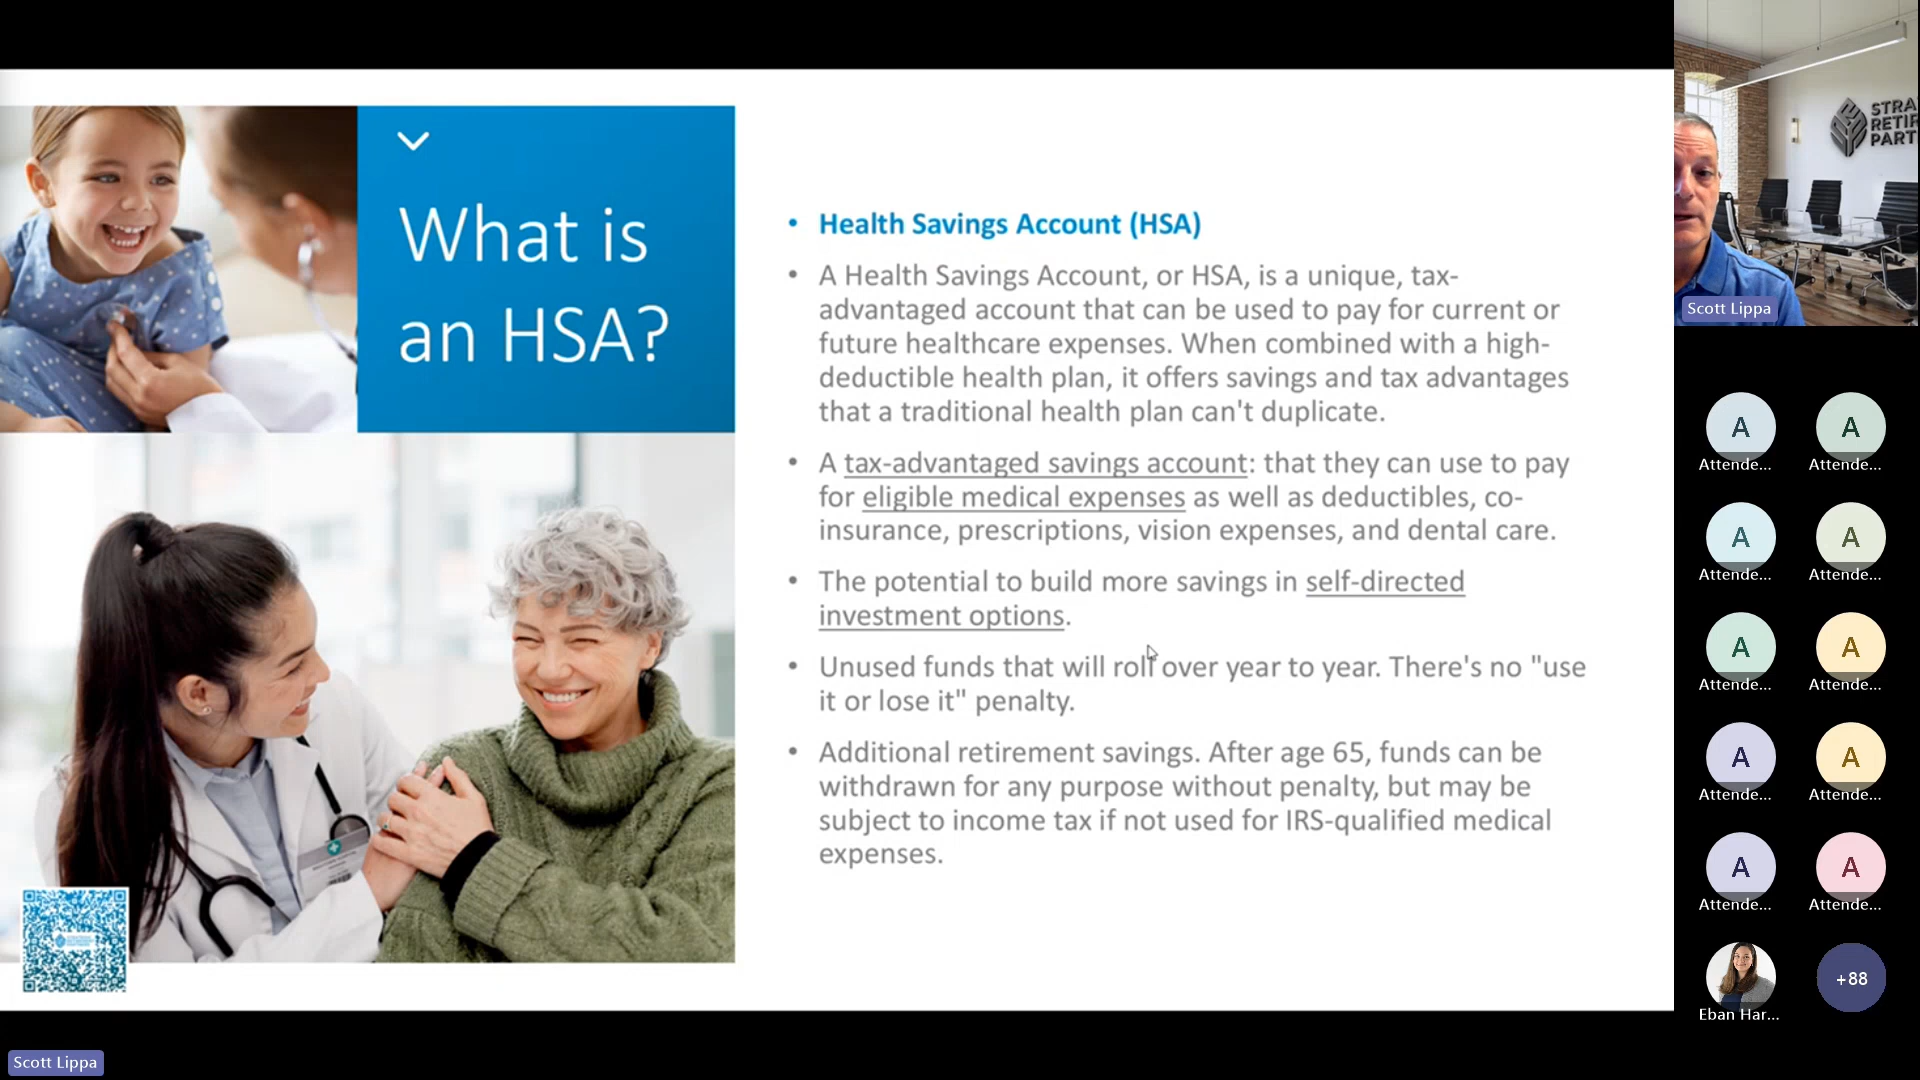 What is
an HSA?
• Health Savings Account (HSA)
• A Health Savings Account, or HSA, is a unique, tax-
advantaged account that can be used to pay for current or
future healthcare expenses. When combined with a high-
deductible health plan, it offers savings and tax advantages
that a traditional health plan can't duplicate.
• A tax-advantaged savings account: that they can use to pay
for eligible medical expenses as well as deductibles, co-
insurance, prescriptions, vision expenses, and dental care.
• The potential to build more savings in self-directed
investment options.
• Unused funds that will roll over year to year. There's no "use
it or lose it" penalty.
• Additional retirement savings. After age 65, funds can be
withdrawn for any purpose without penalty, but may be
subject to income tax if not used for IRS-qualified medical
expenses.
Scott Lippa
STRA
RETIR
PART
Scott Lippa
A
Attende...
A
Attende...
A
Attende...
A
Attende...
A
Attende...
A
Attende...
A
Attende...
A
Attende...
A
Attende...
A
Attende...
Eban Har...
+88